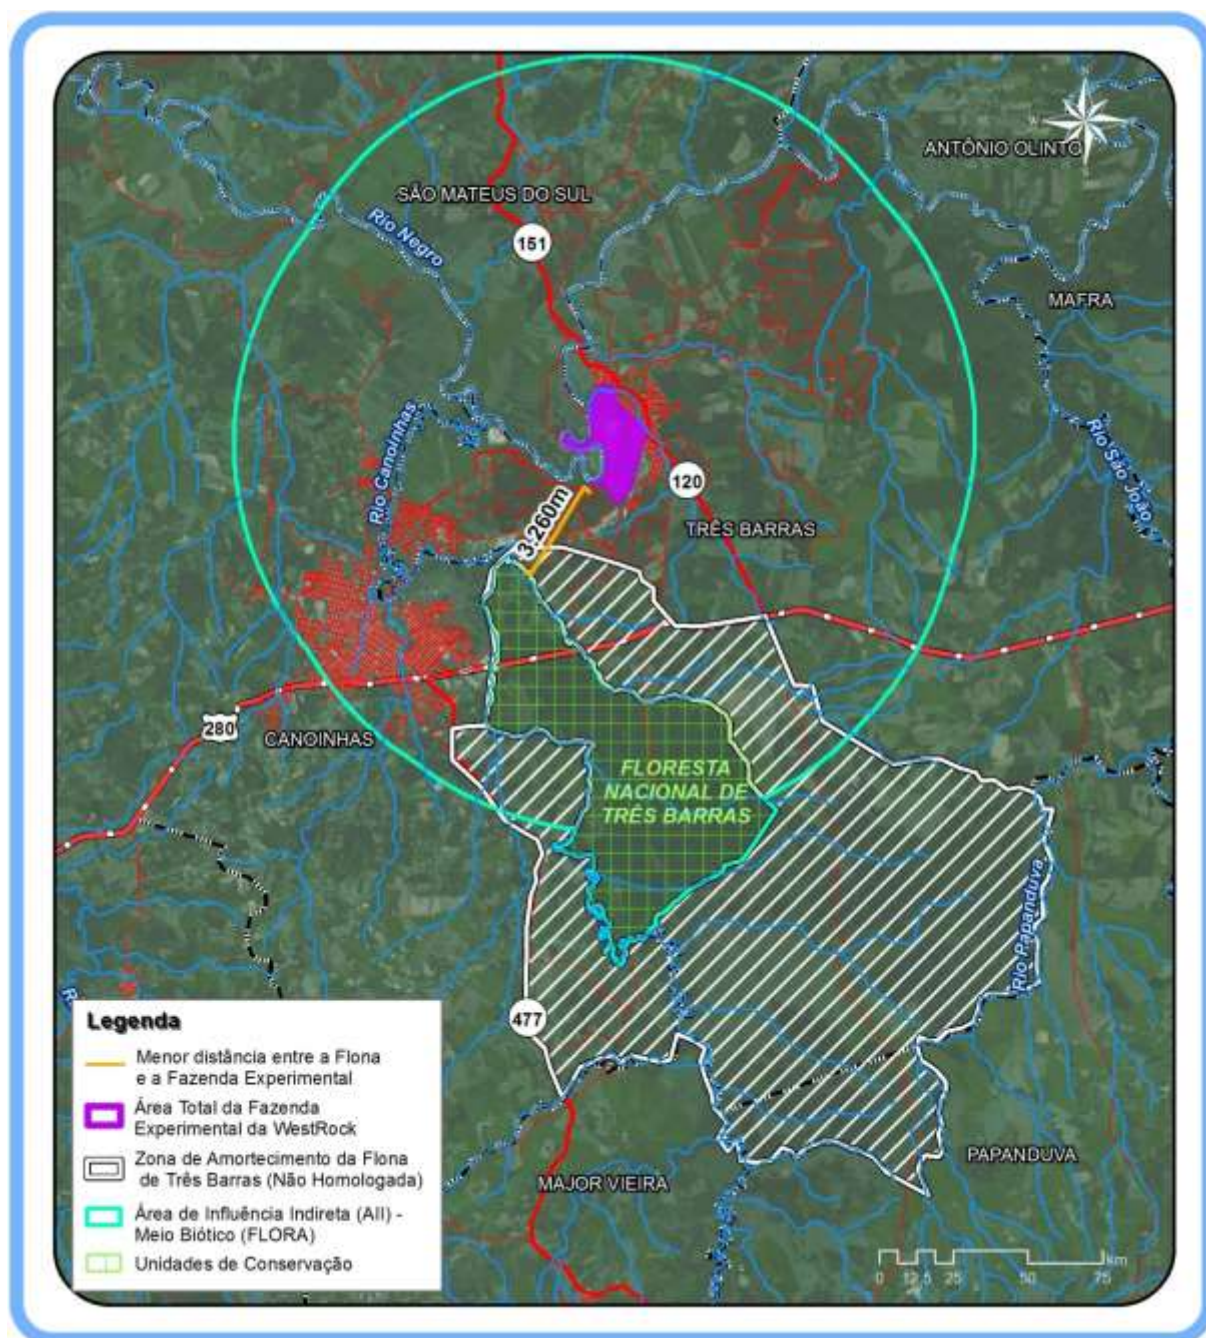 ANTÔNIO OLINTO
SÃO MATEUS DO SUL
Rio Negro
151
MAFRA
Rio Canoinhas
Rio São João
120
3.260m
TRÊS BARRAS
280
CANOINHAS
FLORESTA
NACIONAL DE
TRÊS BARRAS
Rio Papanduva
477
Legenda
Menor distância entre a Flona
e a Fazenda Experimental
Área Total da Fazenda
Experimental da WestRock
Zona de Amortecimento da Flona
de Três Barras (Não Homologada)
Área de Influência Indireta (AII) -
Meio Biótico (FLORA)
Unidades de Conservação
MAJOR VIEIRA
PAPANDUVA
km
0 12,5 25 50 75